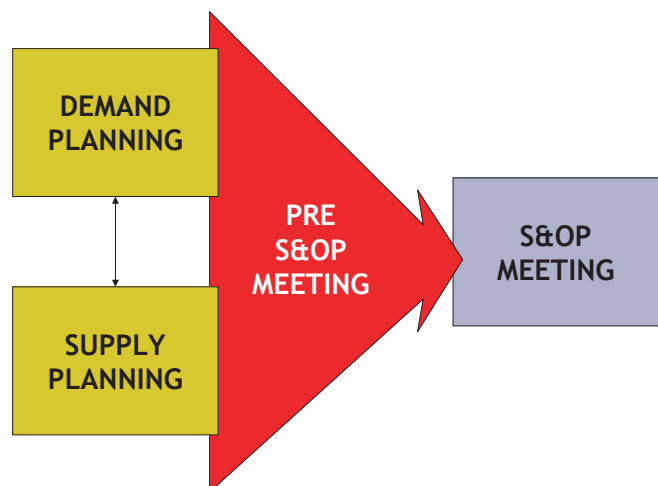 DEMAND
PLANNING
PRE
S&OP
MEETING
S&OP
MEETING
SUPPLY
PLANNING